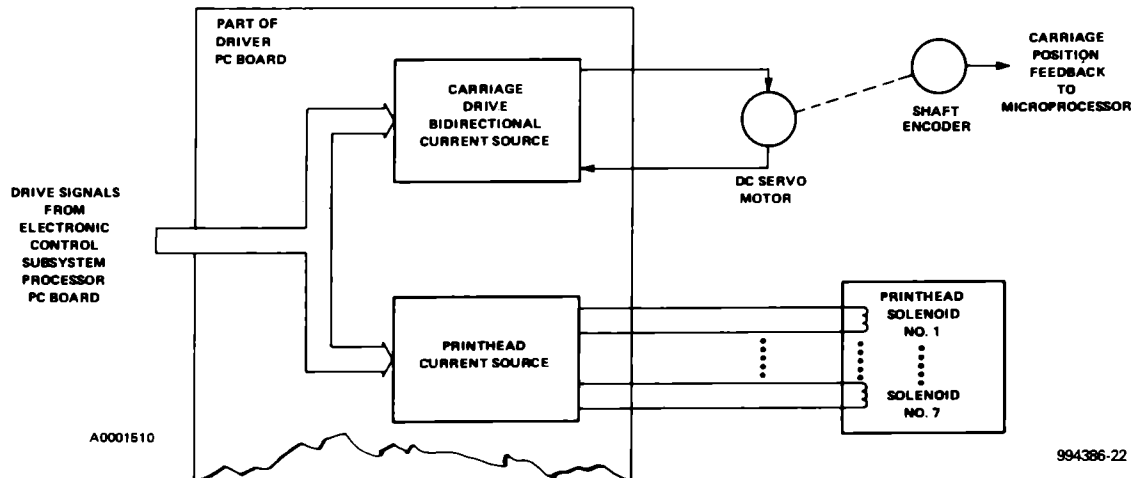 PART OF
DRIVER
PC BOARD
CARRIAGE
DRIVE
BIDIRECTIONAL
CURRENT SOURCE
DC SERVO
MOTOR
SHAFT
ENCODER
CARRIAGE
POSITION
FEEDBACK
TO
MICROPROCESSOR
DRIVE SIGNALS
FROM
ELECTRONIC
CONTROL
SUBSYSTEM
PROCESSOR
PC BOARD
PRINTHEAD
CURRENT SOURCE
PRINTHEAD
SOLENOID
NO. 1
SOLENOID
NO. 7
A0001510
994386-22